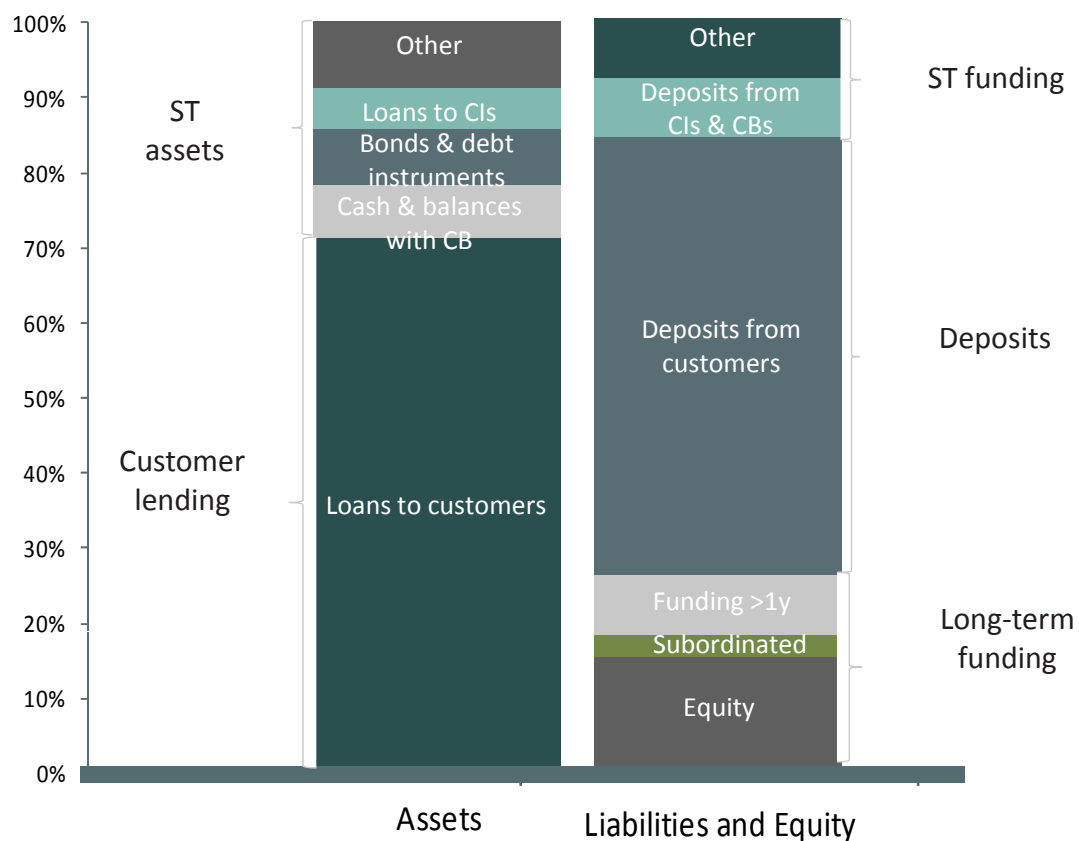 100%
90%
80%
70%
60%
50%
40%
30%
20%
10%
0%
ST
assets
Customer
lending
Other
Loans to CIs
Bonds & debt
instruments
Cash & balances
with CB
Loans to customers
Other
Deposits from
CIs & CBs
Deposits from
customers
Funding >1y
Subordinated
Equity
ST funding
Deposits
Long-term
funding
Assets
Liabilities and Equity